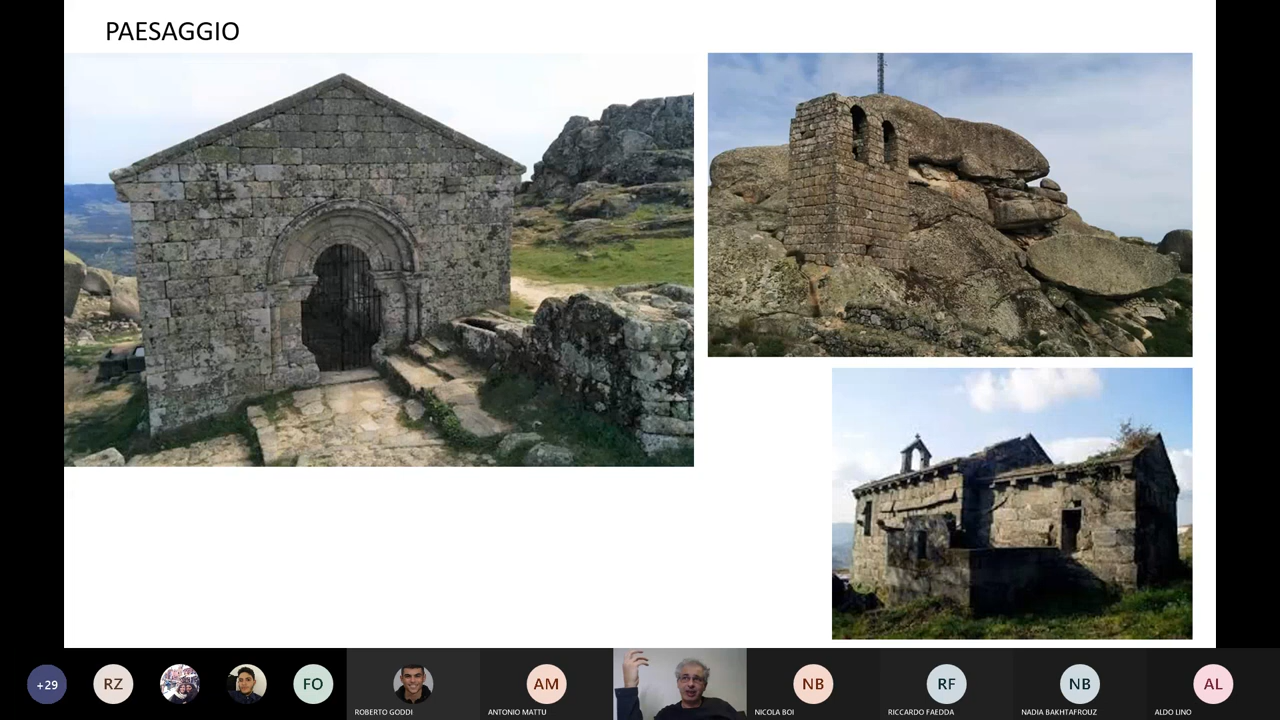 PAESAGGIO
+29
RZ
FO
ROBERTO GODDI
AM
ANTONIO MATTU
NB
NICOLA BOI
RF
RICCARDO FAEDDA
NB
NADIA BAKHTAFROUZ
AL
ALDO LINO